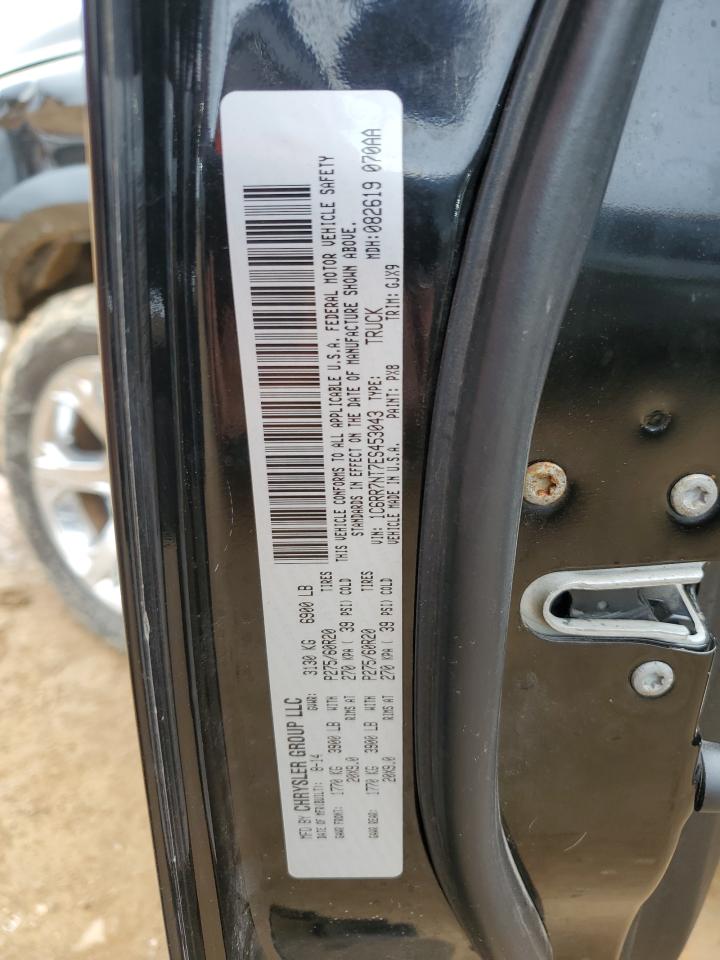 MFD BY CHRYSLER GROUP LLC
DATE OF MFR(BUILT): 8-14 GVWR: 3130 KG 6900 LB
GAWR FRONT: 1770 KG 3900 LB WITH P275/60R20 TIRES
20X9.0 RIMS AT 270 KPA ( 39 PSI) COLD
GAWR REAR: 1770 KG 3900 LB WITH P275/60R20 TIRES
20X9.0 RIMS AT 270 KPA ( 39 PSI) COLD
THIS VEHICLE CONFORMS TO ALL APPLICABLE U.S.A. FEDERAL MOTOR VEHICLE SAFETY
STANDARDS IN EFFECT ON THE DATE OF MANUFACTURE SHOWN ABOVE.
VIN: 1C6RR7NT7ES453043 TYPE: TRUCK MDH:082619 070AA
VEHICLE MADE IN U.S.A. PAINT: PX8 TRIM: GJX9